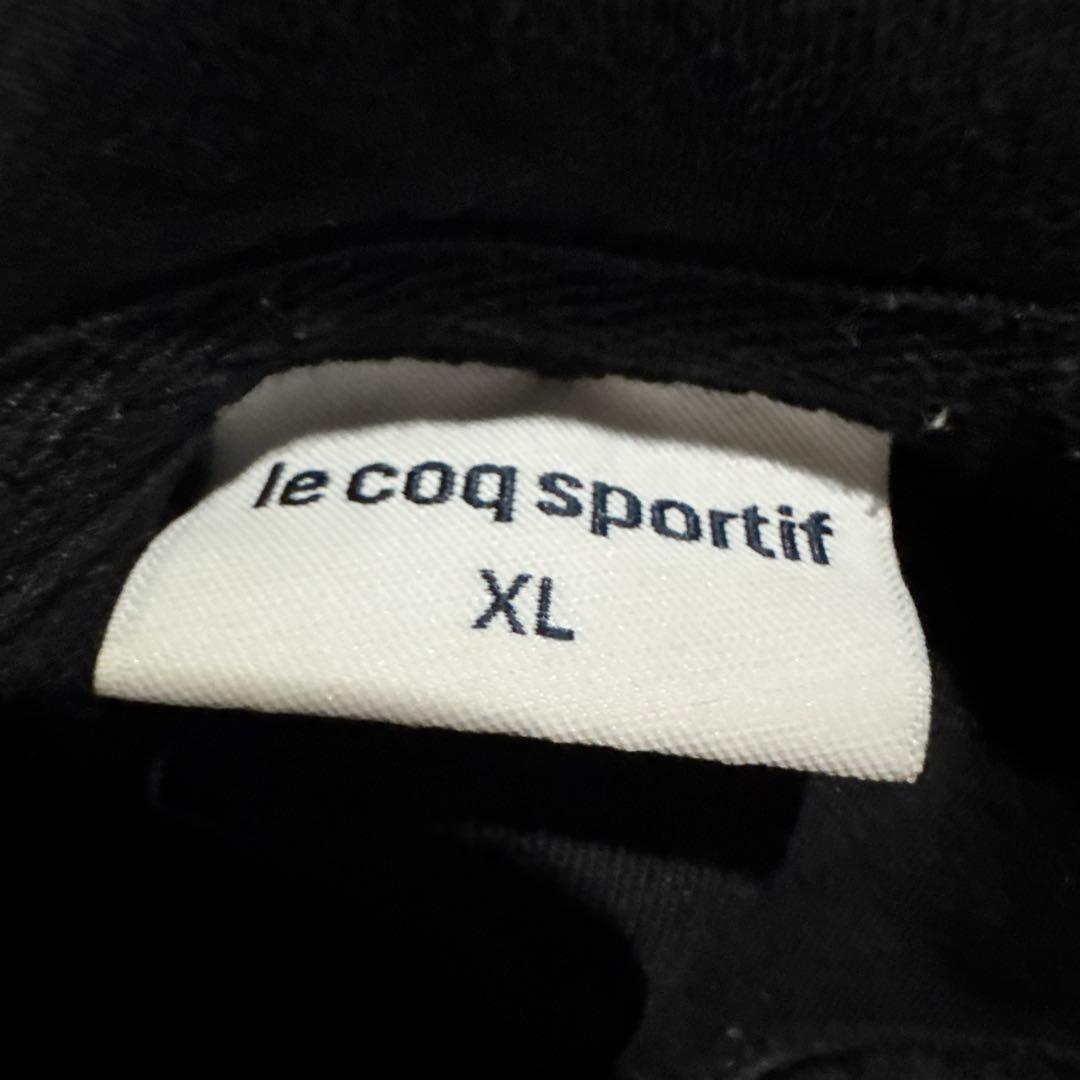 le coq sportif
XL